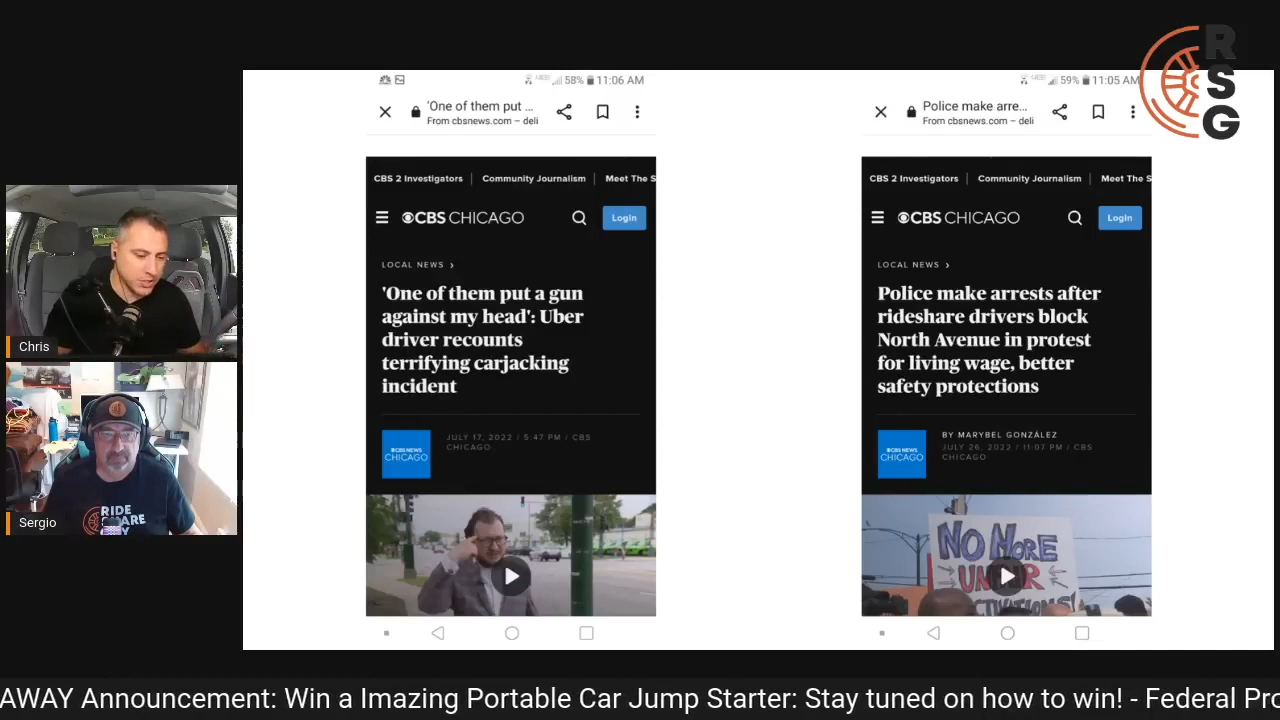 R
S
G
58% 11:06 AM
'One of them put ...
From cbsnews.com – deli
CBS 2 Investigators
Community Journalism
Meet The S
CBS CHICAGO
Login
LOCAL NEWS
'One of them put a gun
against my head': Uber
driver recounts
terrifying carjacking
incident
CBS NEWS
CHICAGO
JULY 17, 2022 / 5:47 PM / CBS
CHICAGO
59% 11:05 AM
Police make arre...
From cbsnews.com – deli
CBS 2 Investigators
Community Journalism
Meet The S
CBS CHICAGO
Login
LOCAL NEWS
Police make arrests after
rideshare drivers block
North Avenue in protest
for living wage, better
safety protections
CBS NEWS
CHICAGO
BY MARYBEL GONZÁLEZ
JULY 26, 2022 / 11:07 PM / CBS
CHICAGO
NO MORE
Chris
RIDE
Sergio
AWAY Announcement: Win a Imazing Portable Car Jump Starter: Stay tuned on how to win! - Federal Pro